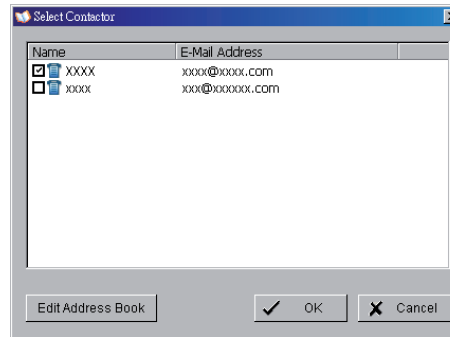 Select Contactor
Name E-Mail Address
XXXX xxxx@xxxx.com
xxxx xxx@xxxxxx.com
Edit Address Book OK Cancel